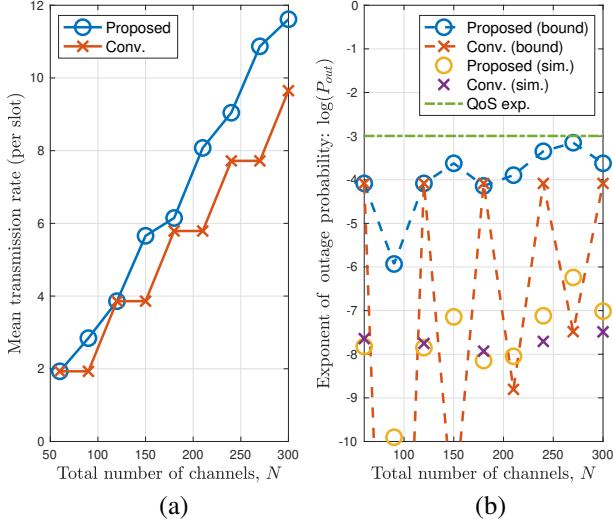 Proposed
Conv.
Mean transmission rate (per slot)
12
10
8
6
4
2
0
50
100
150
200
250
300
Total number of channels, N
(a)
Proposed (bound)
Conv. (bound)
Proposed (sim.)
Conv. (sim.)
QoS exp.
Exponent of outage probability: log(P_out)
0
-1
-2
-3
-4
-5
-6
-7
-8
-9
-10
100
150
200
250
300
Total number of channels, N
(b)